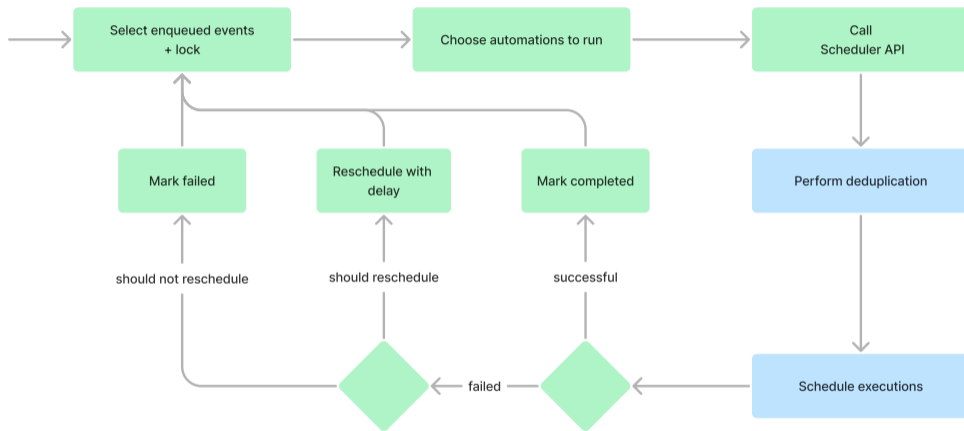 Select enqueued events
+ lock
Choose automations to run
Call
Scheduler API
Mark failed
Reschedule with
delay
Mark completed
Perform deduplication
should not reschedule
should reschedule
successful
failed
Schedule executions